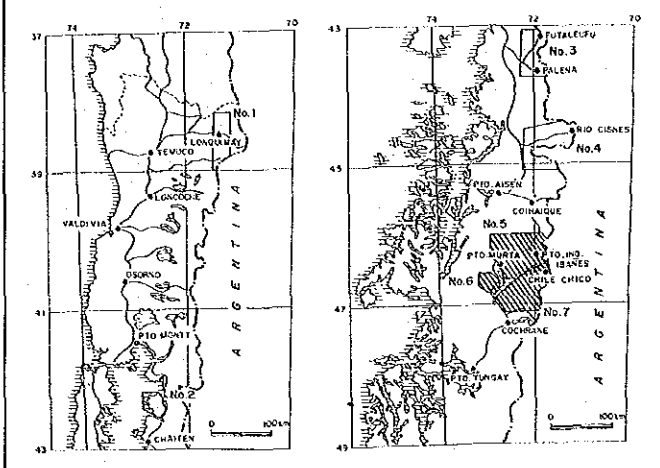 74
72
70
37
No.1
LONQUIMAY
TEMUCO
39
LONCOCHE
VALDIVIA
OSORNO
41
PTO MONTT
No.2
CHAITEN
43
ARGENTINA
0 100km
74
72
70
43
FUTALEUFU
No.3
PALENA
RIO CISNES
No.4
45
PTO.AISEN
COIHAIQUE
No.5
PTO.MURTA
PTO.ING.
IBANES
No.6
CHILE CHICO
47
No.7
COCHRANE
PTO.YUNGAY
49
ARGENTINA
0 100km